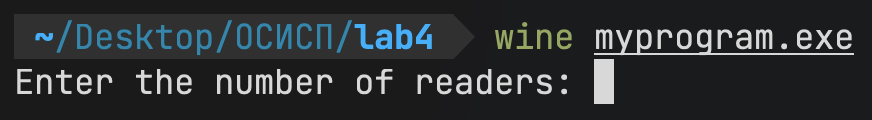 ~/Desktop/ОСИСП/lab4 wine myprogram.exe
Enter the number of readers: